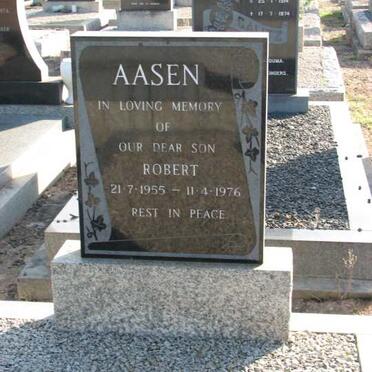 AASEN
IN LOVING MEMORY
OF
OUR DEAR SON
ROBERT
21-7-1955 - 11-4-1976
REST IN PEACE